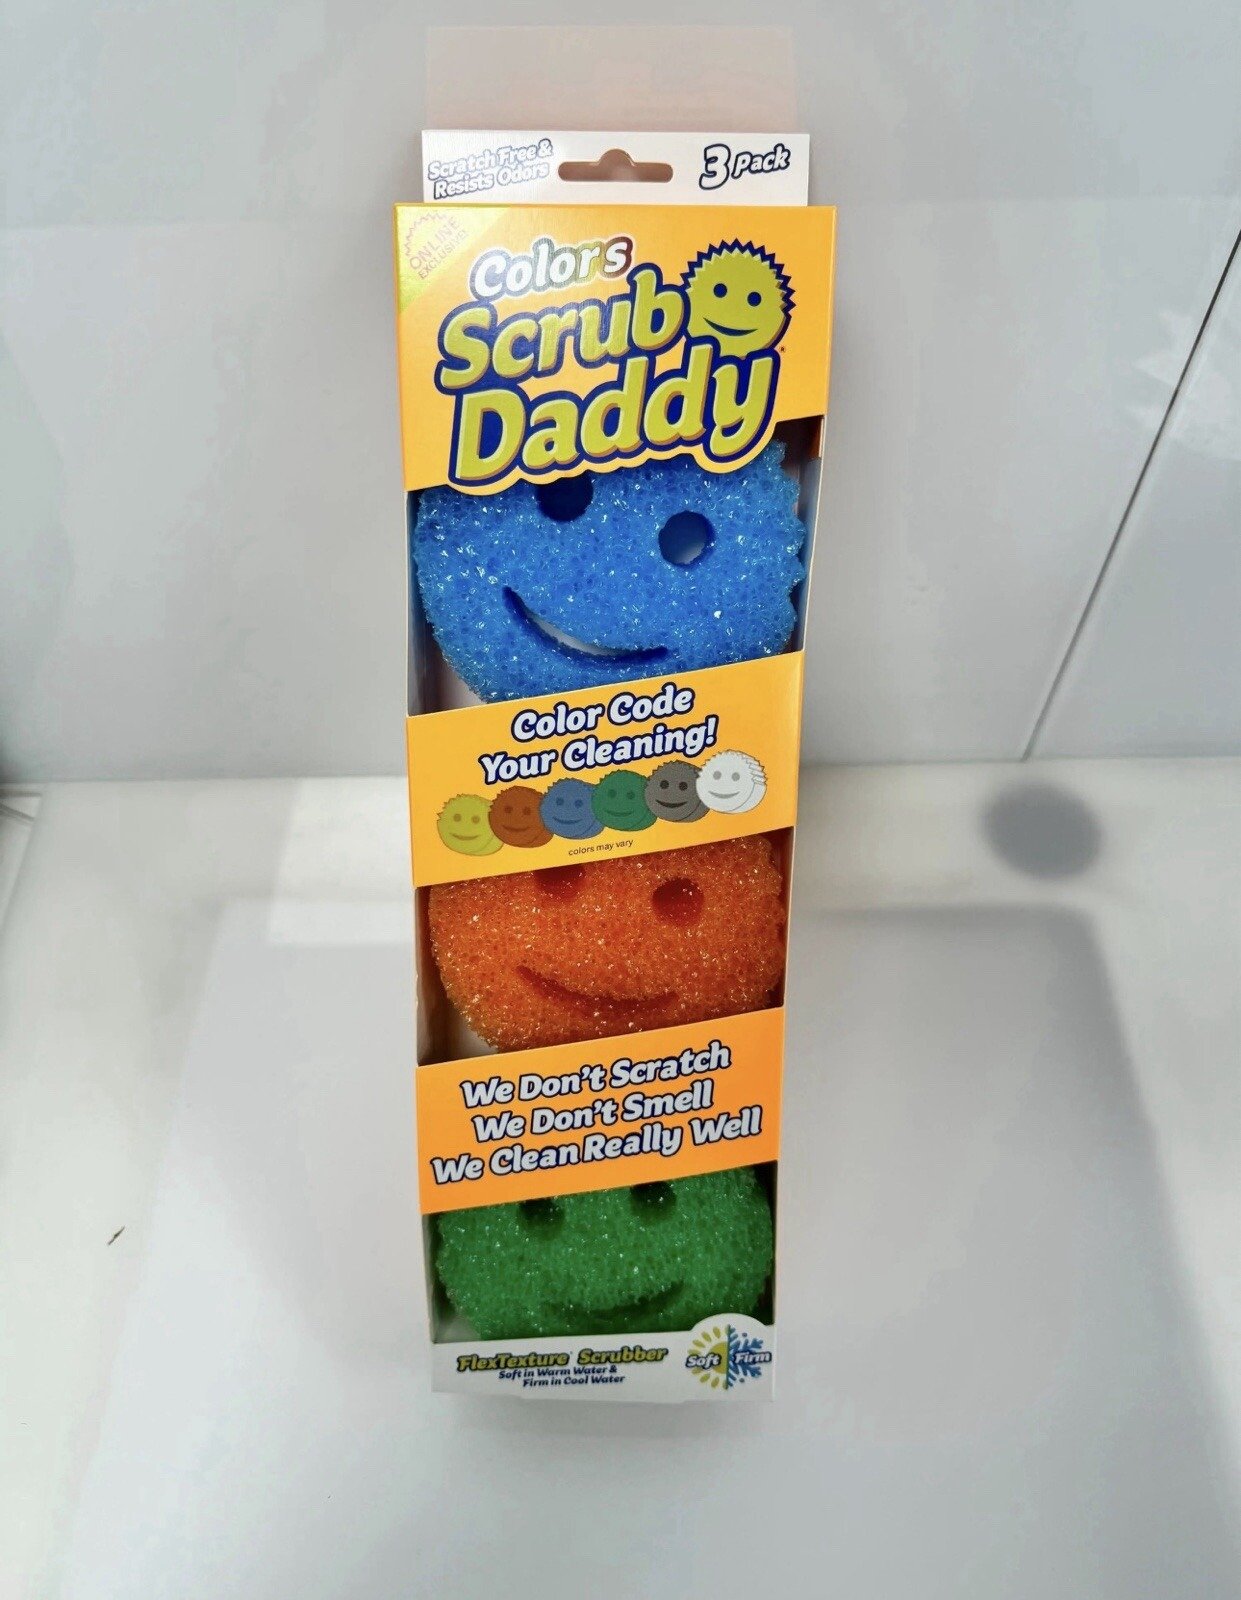 Scratch Free &
Resists Odors
3 Pack
ONLINE
EXCLUSIVE
Colors
Scrub
Daddy®
Color Code
Your Cleaning!
colors may vary
We Don't Scratch
We Don't Smell
We Clean Really Well
FlexTexture® Scrubber
Soft in Warm Water &
Firm in Cool Water
Soft Firm